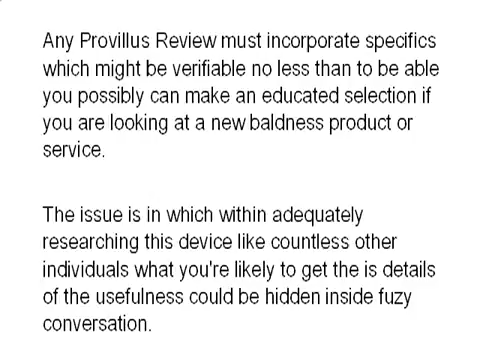 Any Provillus Review must incorporate specifics
which might be verifiable no less than to be able
you possibly can make an educated selection if
you are looking at a new baldness product or
service.
The issue is in which within adequately
researching this device like countless other
individuals what you're likely to get the is details
of the usefulness could be hidden inside fuzy
conversation.